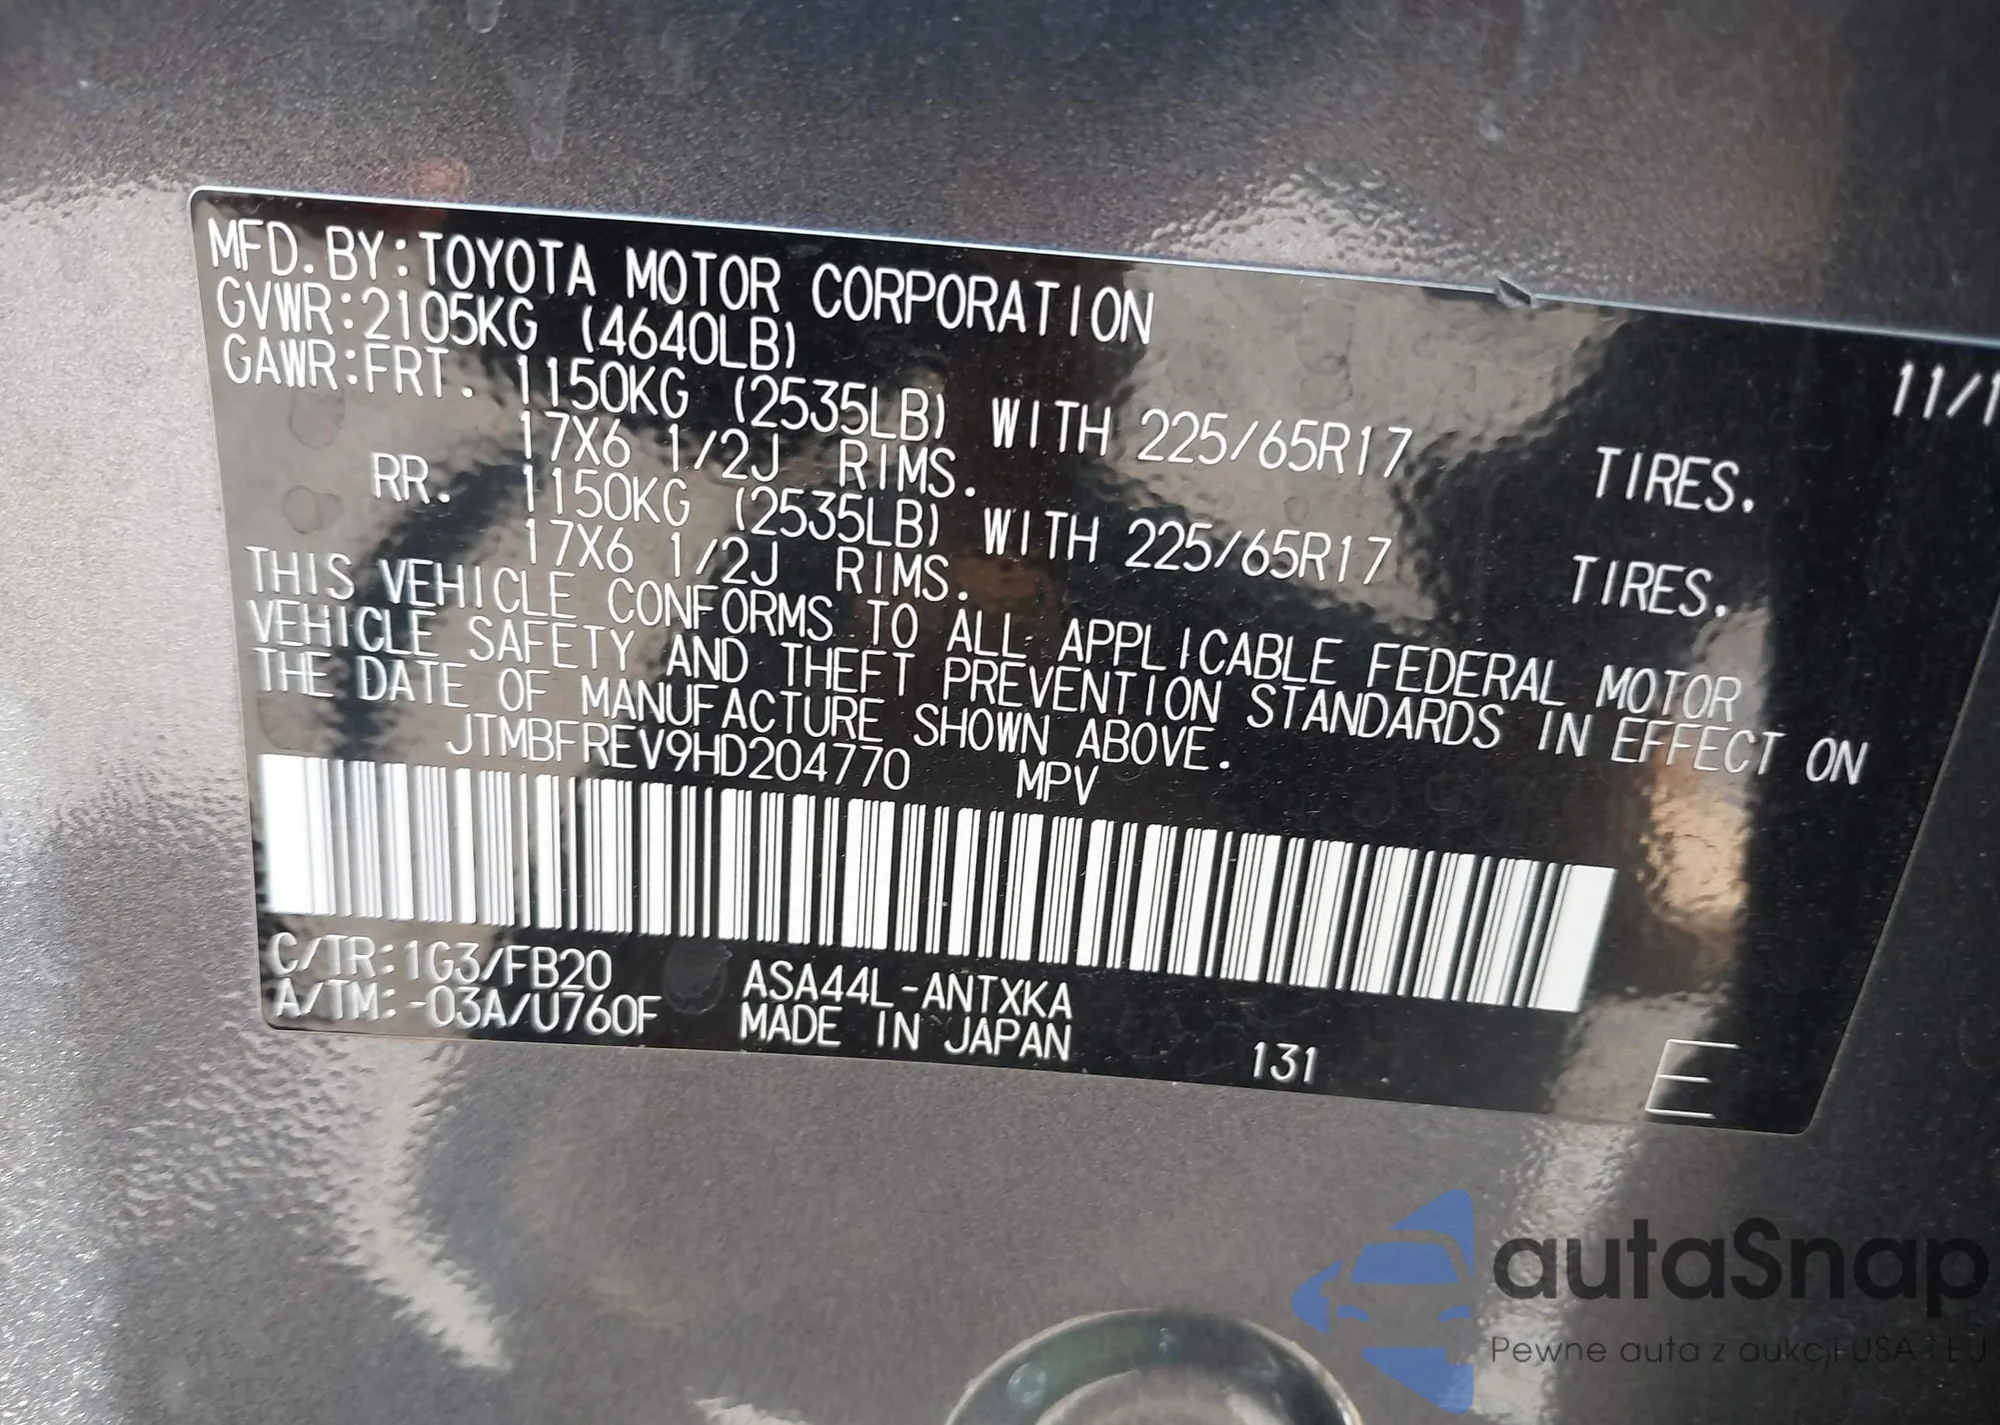 MFD.BY:TOYOTA MOTOR CORPORATION 11/1
GVWR:2105KG (4640LB)
GAWR:FRT. 1150KG (2535LB) WITH 225/65R17 TIRES.
17X6 1/2J RIMS.
RR. 1150KG (2535LB) WITH 225/65R17 TIRES.
17X6 1/2J RIMS.
THIS VEHICLE CONFORMS TO ALL APPLICABLE FEDERAL MOTOR
VEHICLE SAFETY AND THEFT PREVENTION STANDARDS IN EFFECT ON
THE DATE OF MANUFACTURE SHOWN ABOVE.
JTMBFREV9HD204770 MPV
C/TR:1G3/FB20 ASA44L-ANTXKA
A/TM:-03A/U760F MADE IN JAPAN 131 E
autaSnap
Pewne auta z aukcji USA i EU